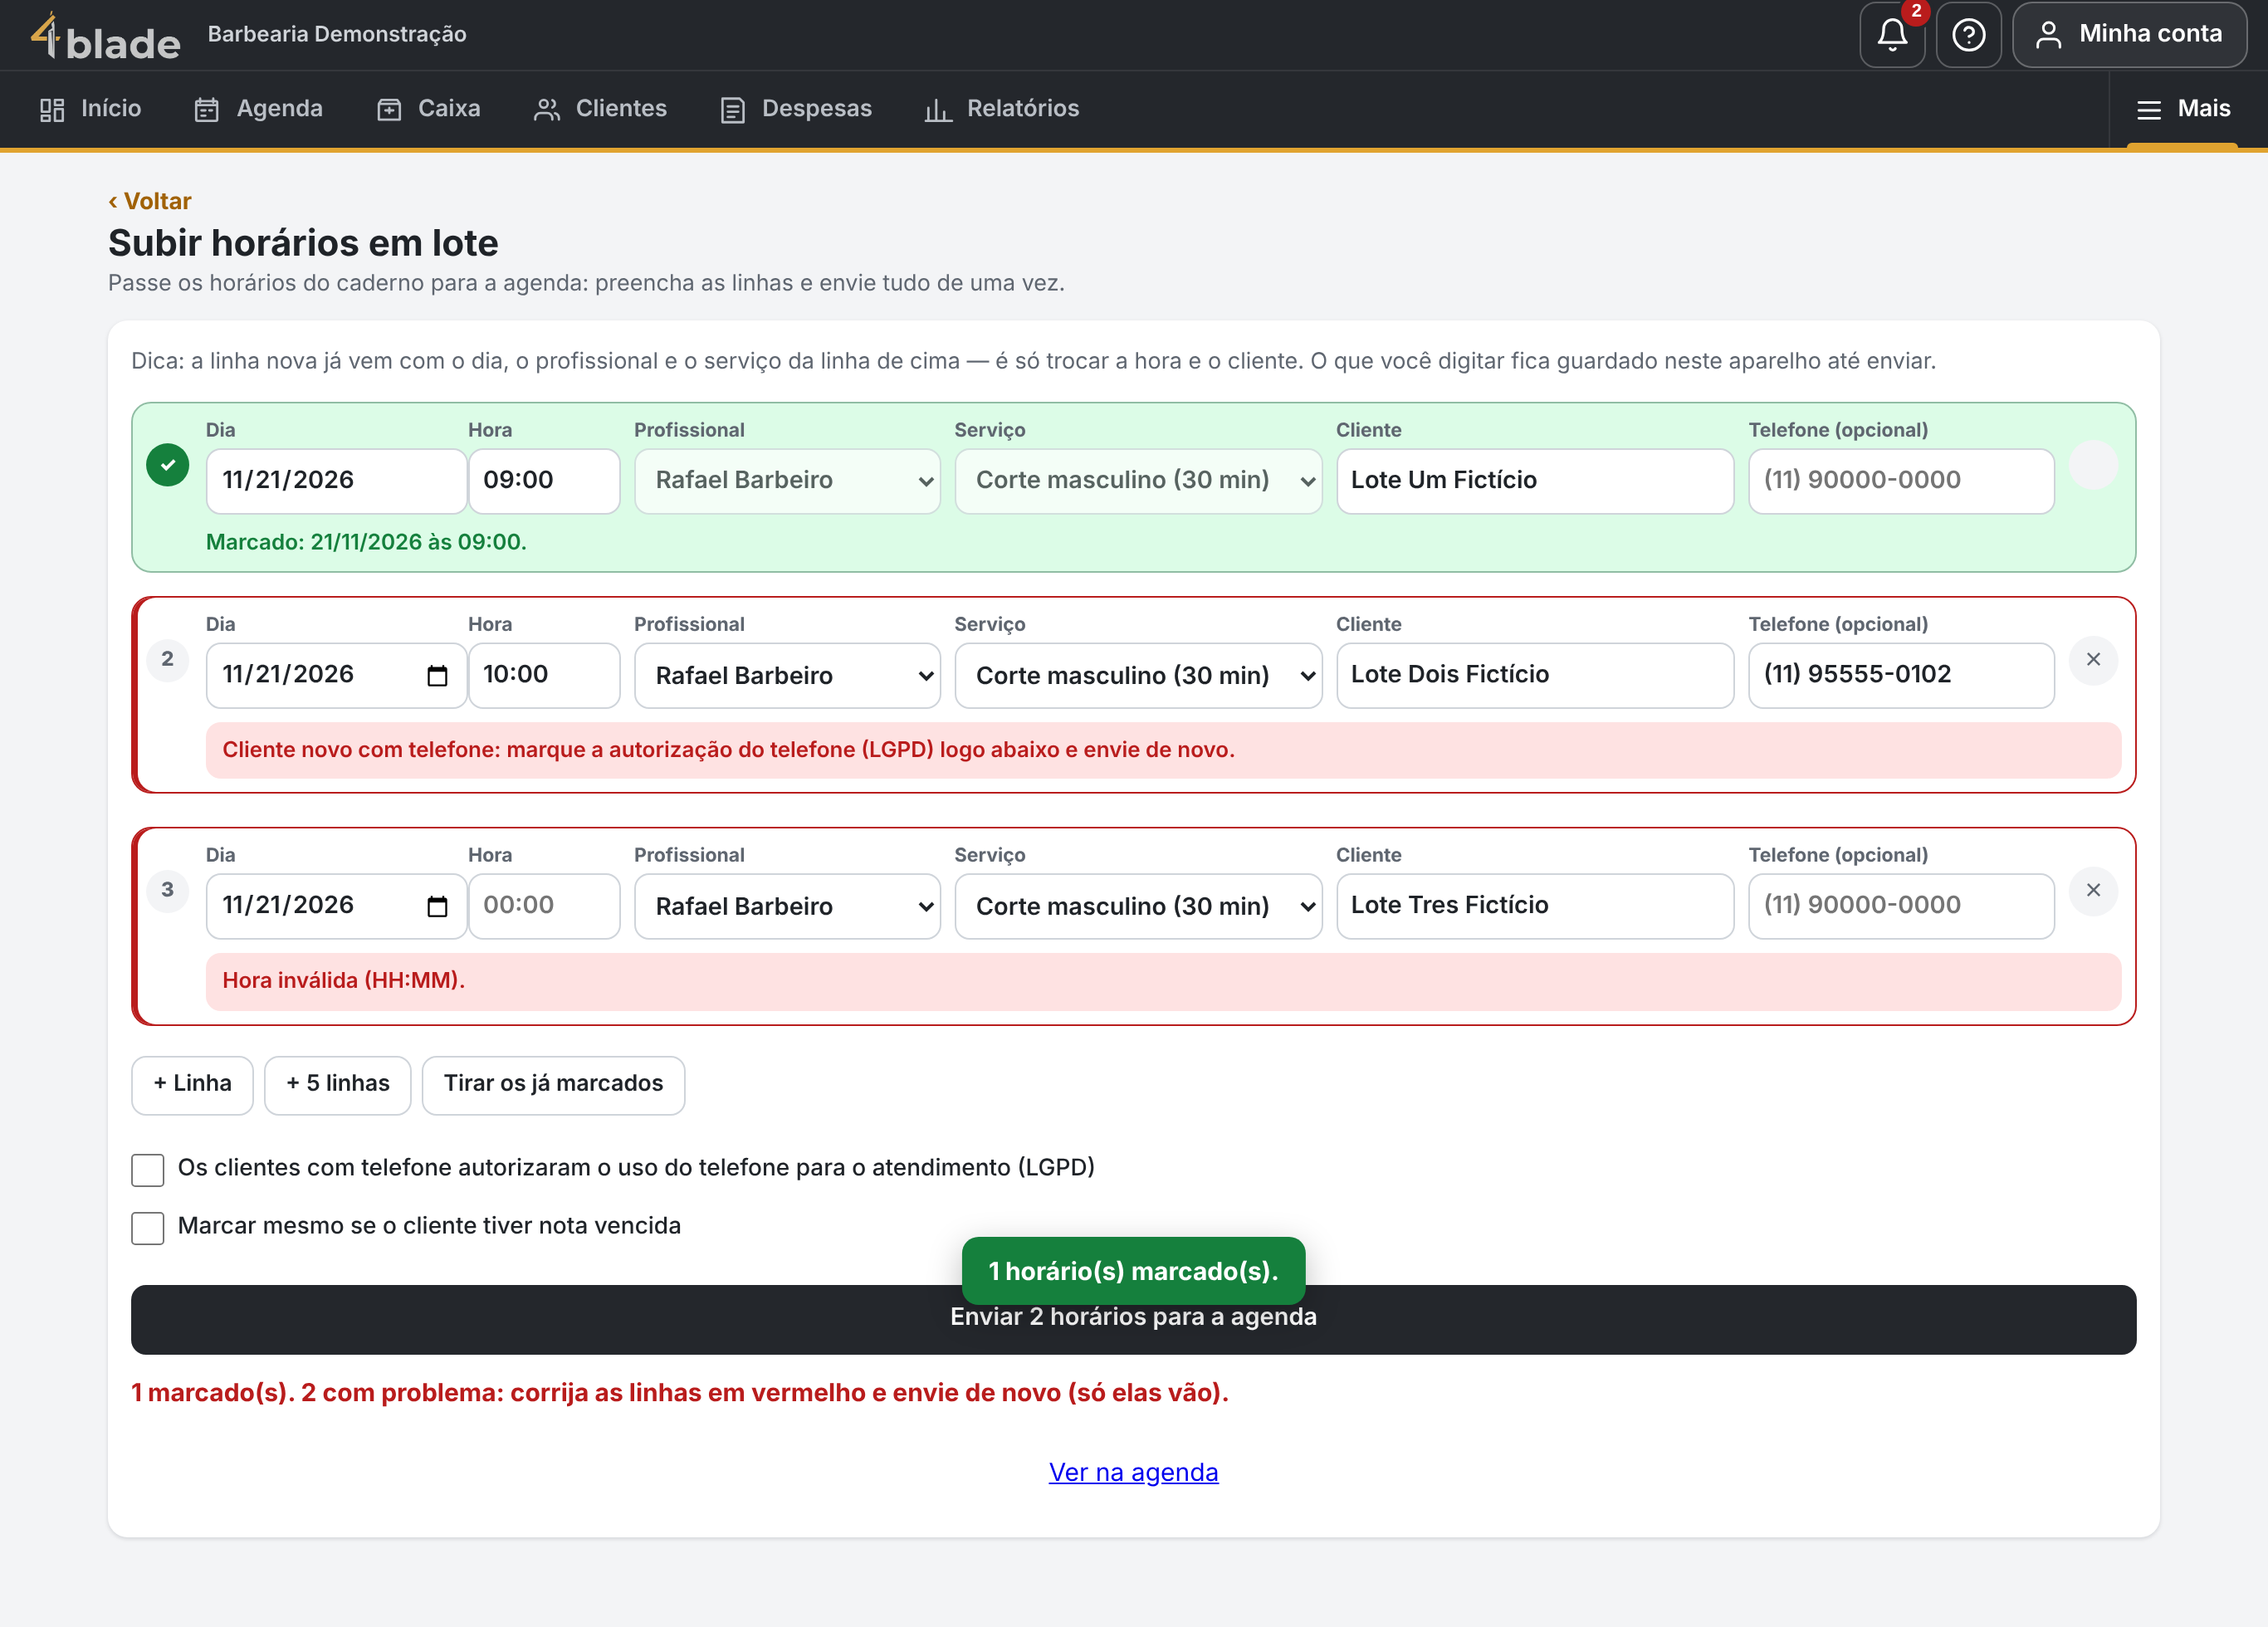 4blade Barbearia Demonstração 2 Minha conta
Início Agenda Caixa Clientes Despesas Relatórios Mais
‹ Voltar
Subir horários em lote
Passe os horários do caderno para a agenda: preencha as linhas e envie tudo de uma vez.
Dica: a linha nova já vem com o dia, o profissional e o serviço da linha de cima — é só trocar a hora e o cliente. O que você digitar fica guardado neste aparelho até enviar.
Dia Hora Profissional Serviço Cliente Telefone (opcional)
11/21/2026 09:00 Rafael Barbeiro Corte masculino (30 min) Lote Um Fictício (11) 90000-0000
Marcado: 21/11/2026 às 09:00.
Dia Hora Profissional Serviço Cliente Telefone (opcional)
2 11/21/2026 10:00 Rafael Barbeiro Corte masculino (30 min) Lote Dois Fictício (11) 95555-0102
Cliente novo com telefone: marque a autorização do telefone (LGPD) logo abaixo e envie de novo.
Dia Hora Profissional Serviço Cliente Telefone (opcional)
3 11/21/2026 00:00 Rafael Barbeiro Corte masculino (30 min) Lote Tres Fictício (11) 90000-0000
Hora inválida (HH:MM).
+ Linha + 5 linhas Tirar os já marcados
Os clientes com telefone autorizaram o uso do telefone para o atendimento (LGPD)
Marcar mesmo se o cliente tiver nota vencida
1 horário(s) marcado(s).
Enviar 2 horários para a agenda
1 marcado(s). 2 com problema: corrija as linhas em vermelho e envie de novo (só elas vão).
Ver na agenda